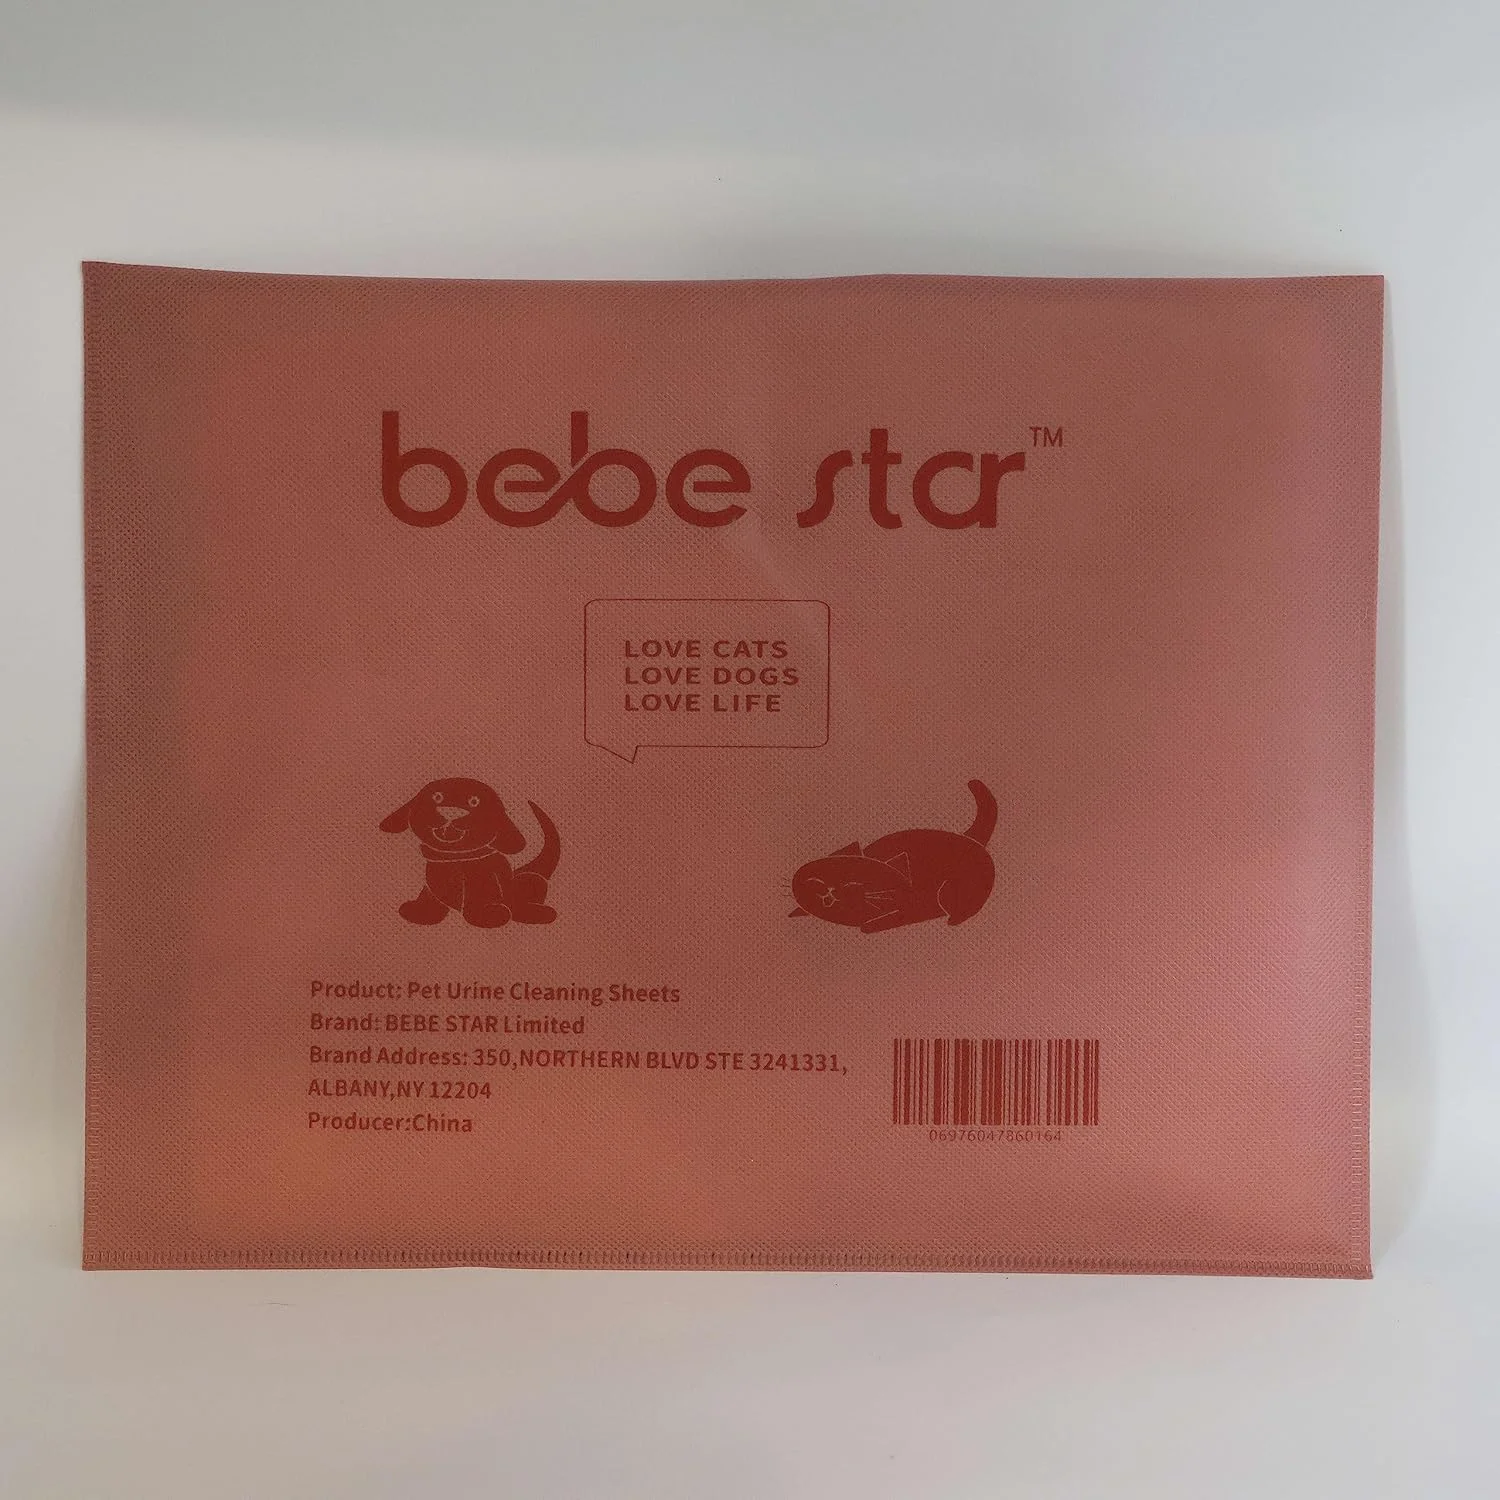 bebe star™
LOVE CATS
LOVE DOGS
LOVE LIFE
Product: Pet Urine Cleaning Sheets
Brand: BEBE STAR Limited
Brand Address: 350,NORTHERN BLVD STE 3241331,
ALBANY,NY 12204
Producer:China
06976047860164